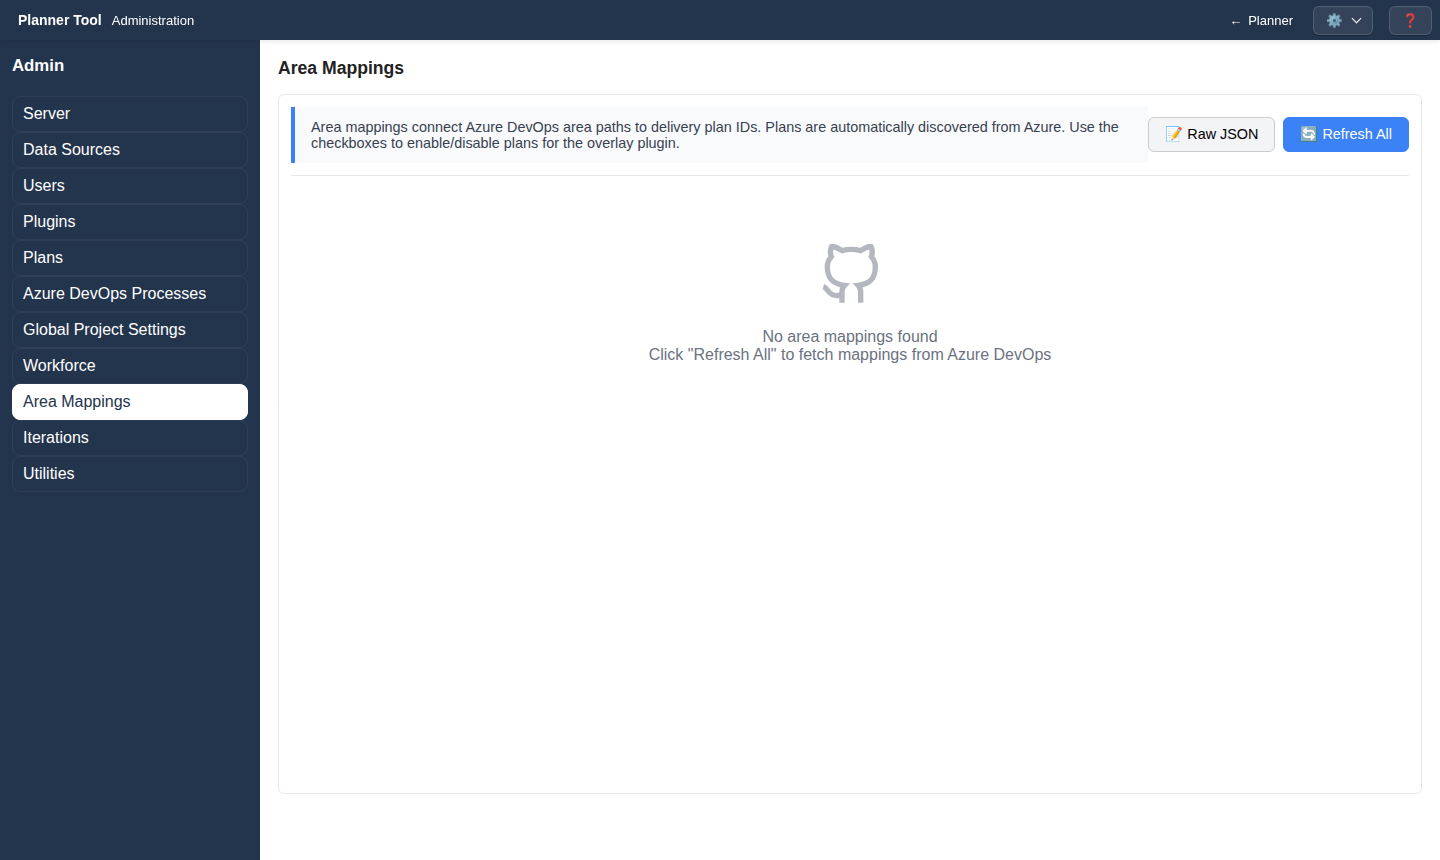 Planner Tool Administration
← Planner
Admin
Server
Data Sources
Users
Plugins
Plans
Azure DevOps Processes
Global Project Settings
Workforce
Area Mappings
Iterations
Utilities
Area Mappings
Area mappings connect Azure DevOps area paths to delivery plan IDs. Plans are automatically discovered from Azure. Use the
checkboxes to enable/disable plans for the overlay plugin.
Raw JSON
Refresh All
No area mappings found
Click "Refresh All" to fetch mappings from Azure DevOps